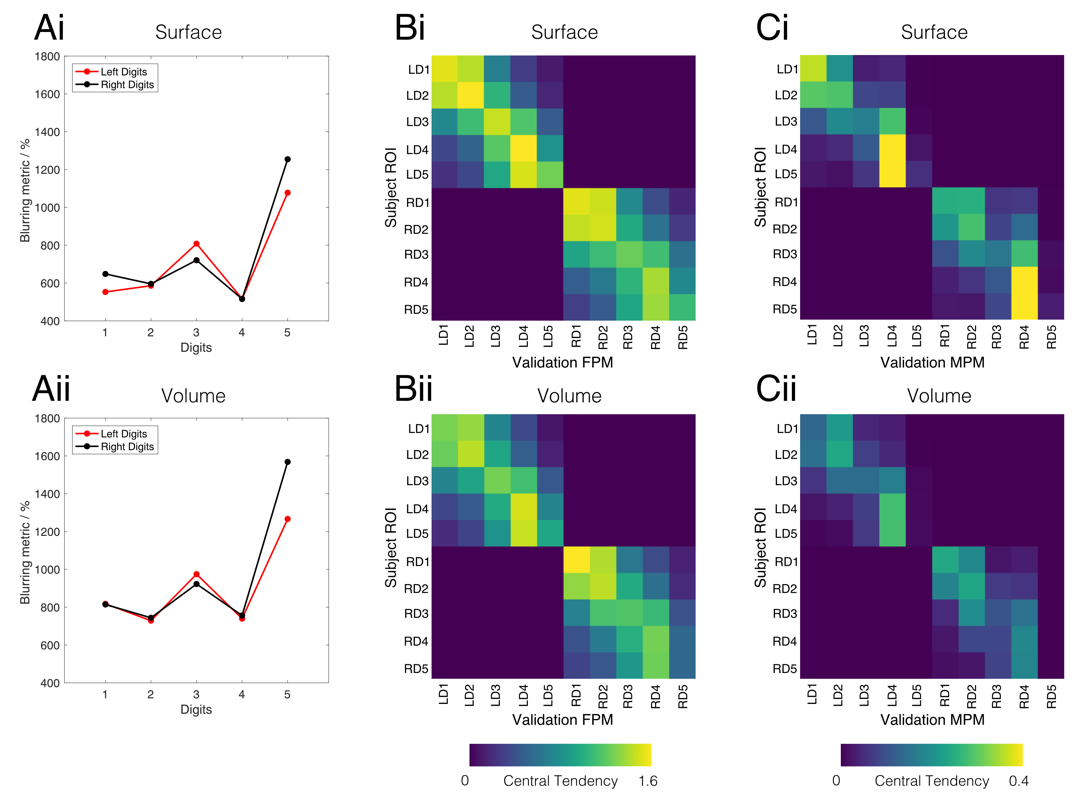 Ai
Surface
1800
1600
1400
1200
1000
800
600
400
Left Digits
Right Digits
Blurring metric / %
1 2 3 4 5
Digits
Bi
Surface
LD1
LD2
LD3
LD4
LD5
RD1
RD2
RD3
RD4
RD5
Subject ROI
LD1 LD2 LD3 LD4 LD5 RD1 RD2 RD3 RD4 RD5
Validation FPM
Ci
Surface
LD1
LD2
LD3
LD4
LD5
RD1
RD2
RD3
RD4
RD5
Subject ROI
LD1 LD2 LD3 LD4 LD5 RD1 RD2 RD3 RD4 RD5
Validation MPM
Aii
Volume
1800
1600
1400
1200
1000
800
600
400
Left Digits
Right Digits
Blurring metric / %
1 2 3 4 5
Digits
Bii
Volume
LD1
LD2
LD3
LD4
LD5
RD1
RD2
RD3
RD4
RD5
Subject ROI
LD1 LD2 LD3 LD4 LD5 RD1 RD2 RD3 RD4 RD5
Validation FPM
0 Central Tendency 1.6
Cii
Volume
LD1
LD2
LD3
LD4
LD5
RD1
RD2
RD3
RD4
RD5
Subject ROI
LD1 LD2 LD3 LD4 LD5 RD1 RD2 RD3 RD4 RD5
Validation MPM
0 Central Tendency 0.4